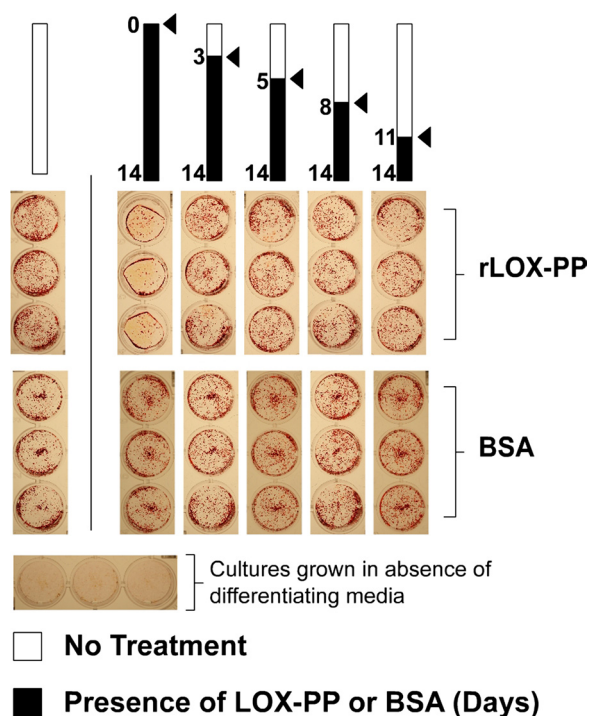 0
3
5
8
11
14
14
14
14
14
rLOX-PP
BSA
Cultures grown in absence of
differentiating media
No Treatment
Presence of LOX-PP or BSA (Days)